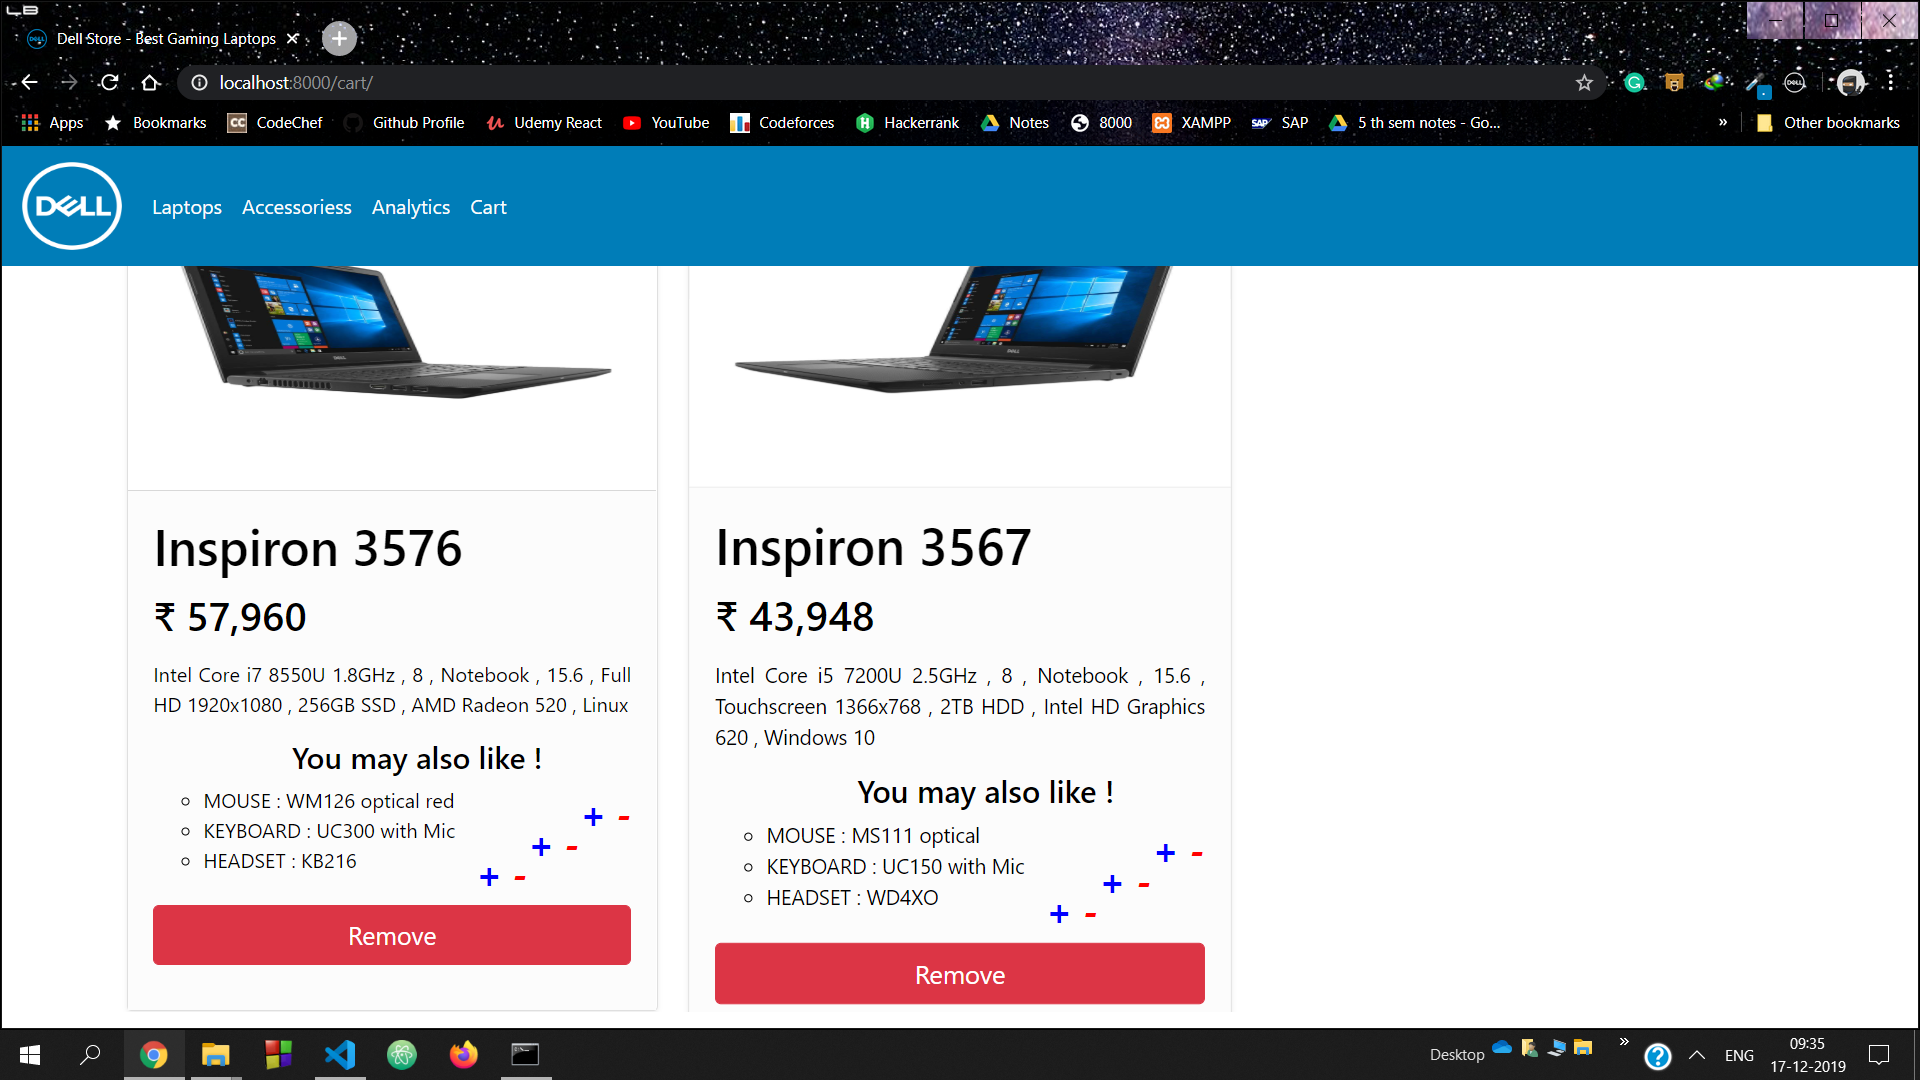 Dell Store - Best Gaming Laptops
localhost:8000/cart/
Apps Bookmarks CodeChef Github Profile Udemy React YouTube Codeforces Hackerrank Notes 8000 XAMPP SAP 5 th sem notes - Go... » Other bookmarks
DELL Laptops Accessoriess Analytics Cart
Inspiron 3576
₹ 57,960
Intel Core i7 8550U 1.8GHz , 8 , Notebook , 15.6 , Full
HD 1920x1080 , 256GB SSD , AMD Radeon 520 , Linux
You may also like !
MOUSE : WM126 optical red
+ -
KEYBOARD : UC300 with Mic
+ -
HEADSET : KB216
+ -
Remove
Inspiron 3567
₹ 43,948
Intel Core i5 7200U 2.5GHz , 8 , Notebook , 15.6 ,
Touchscreen 1366x768 , 2TB HDD , Intel HD Graphics
620 , Windows 10
You may also like !
MOUSE : MS111 optical
+ -
KEYBOARD : UC150 with Mic
+ -
HEADSET : WD4XO
+ -
Remove
Desktop » ENG 09:35
17-12-2019